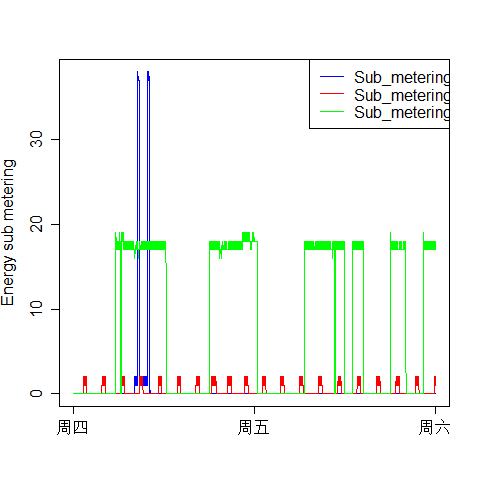 Sub_metering
Sub_metering
Sub_metering
Energy sub metering
30
20
10
0
周四 周五 周六